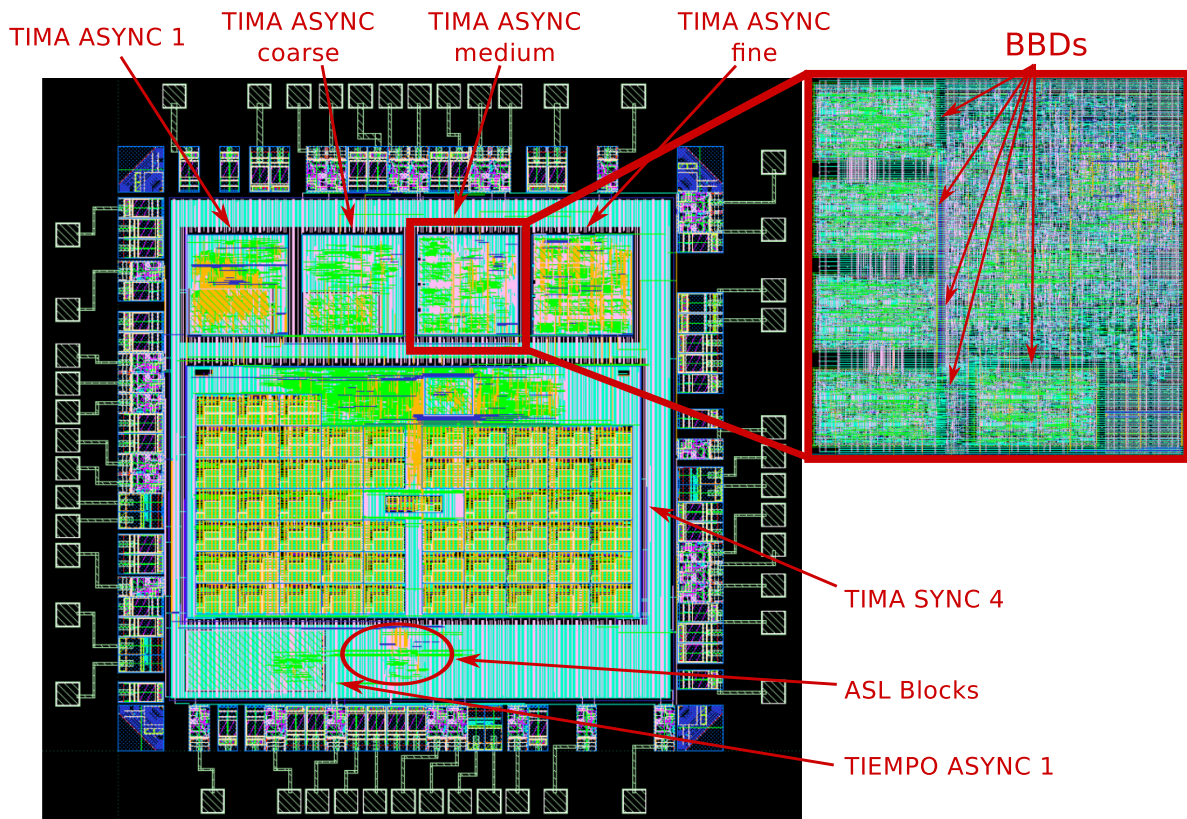 TIMA ASYNC 1
TIMA ASYNC
coarse
TIMA ASYNC
medium
TIMA ASYNC
fine
BBDs
TIMA SYNC 4
ASL Blocks
TIEMPO ASYNC 1